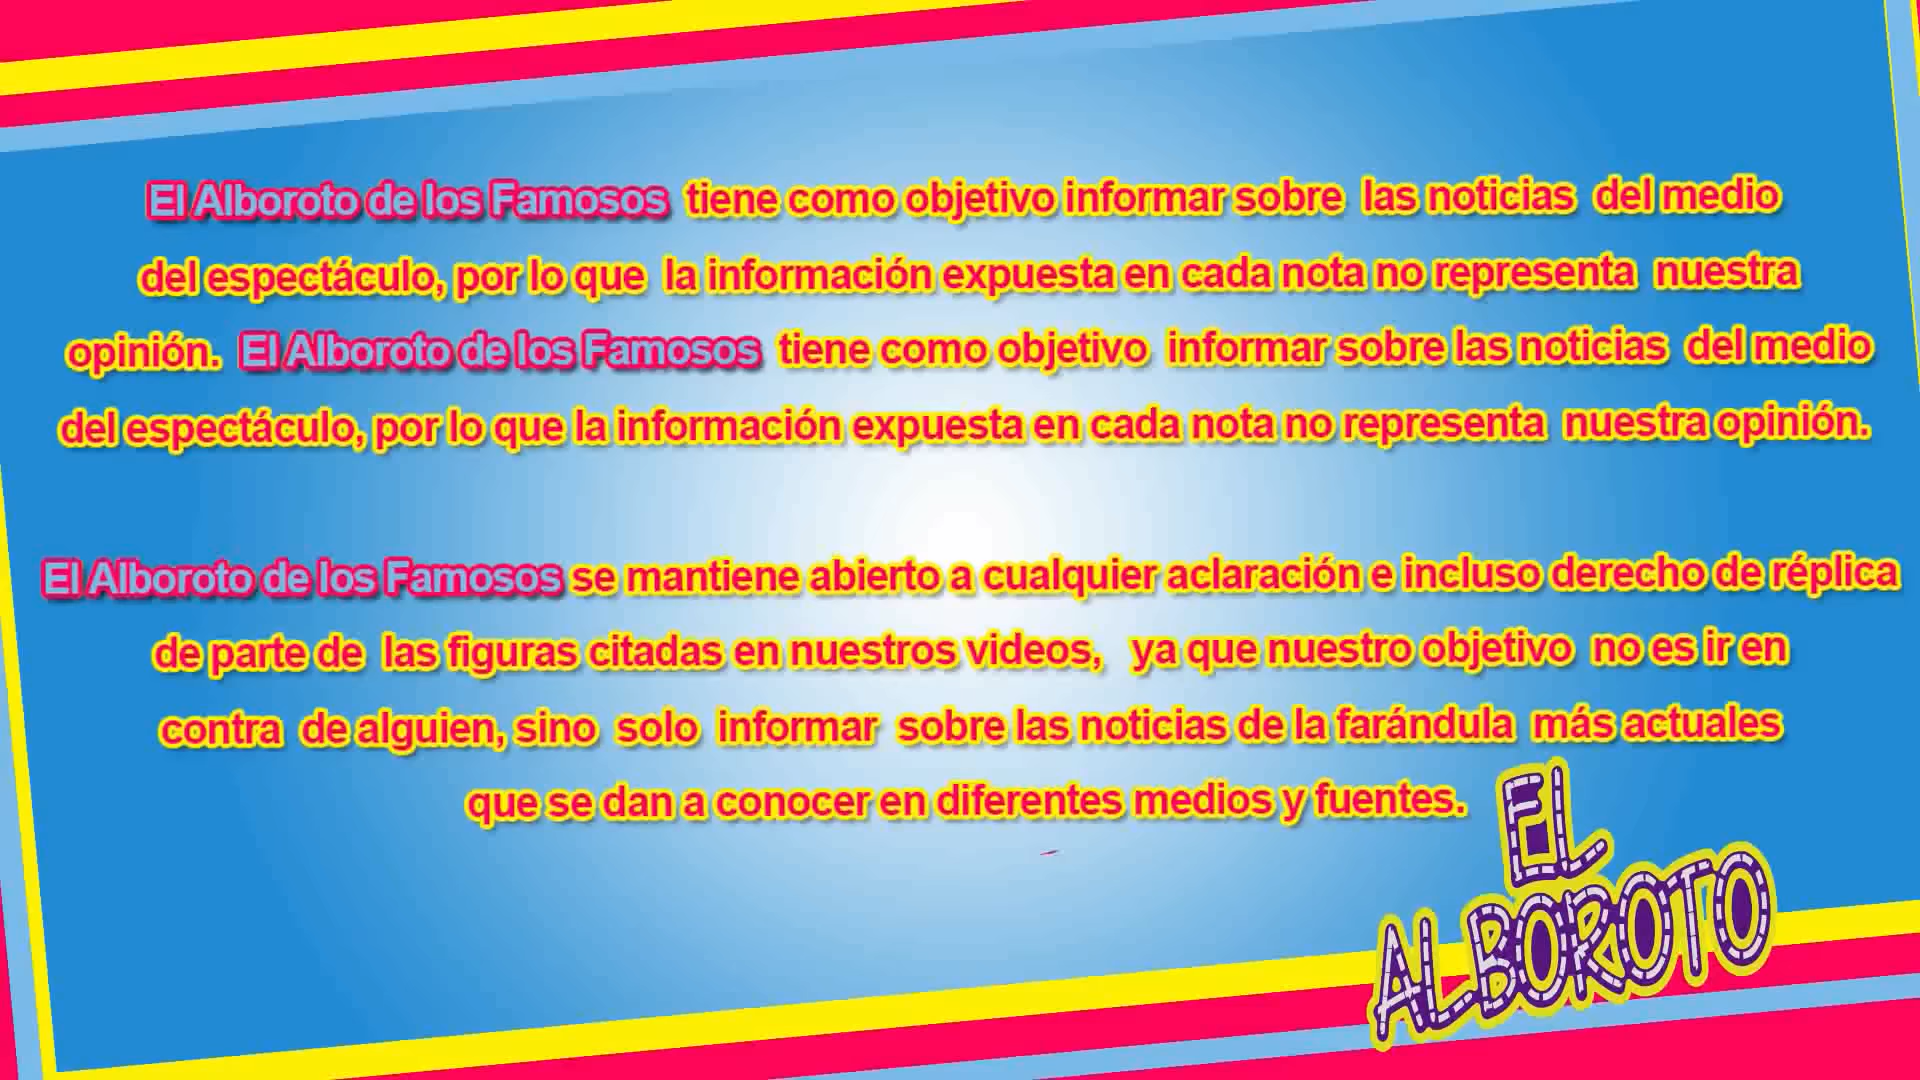 El Alboroto de los Famosos tiene como objetivo informar sobre las noticias del medio
del espectáculo, por lo que la información expuesta en cada nota no representa nuestra
opinión. El Alboroto de los Famosos tiene como objetivo informar sobre las noticias del medio
del espectáculo, por lo que la información expuesta en cada nota no representa nuestra opinión.
El Alboroto de los Famosos se mantiene abierto a cualquier aclaración e incluso derecho de réplica
de parte de las figuras citadas en nuestros videos, ya que nuestro objetivo no es ir en
contra de alguien, sino solo informar sobre las noticias de la farándula más actuales
que se dan a conocer en diferentes medios y fuentes.
EL
ALBOROTO